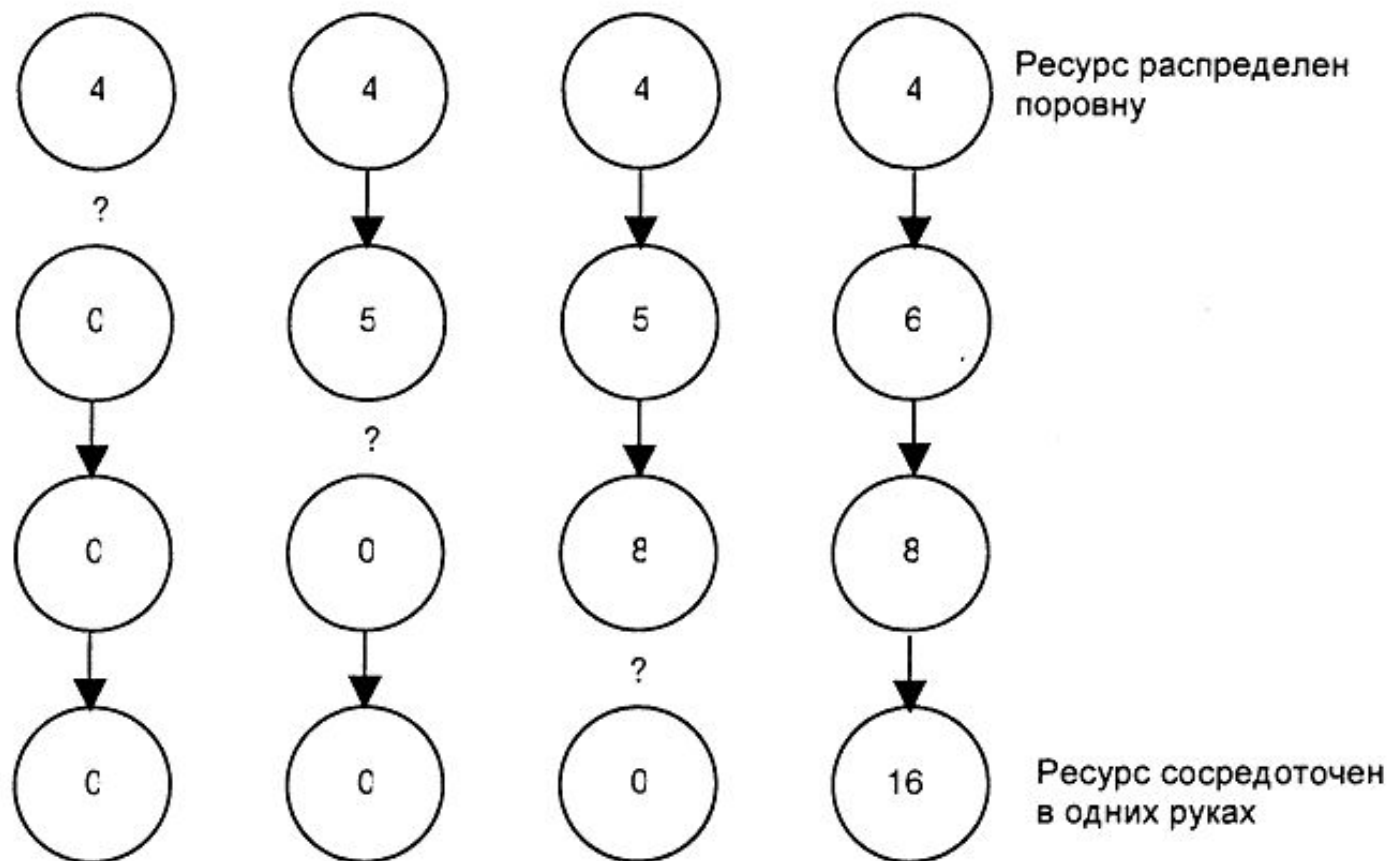 4 4 4 4 Ресурс распределен
поровну
?
0 5 5 6
?
0 0 8 8
?
0 0 0 16 Ресурс сосредоточен
в одних руках